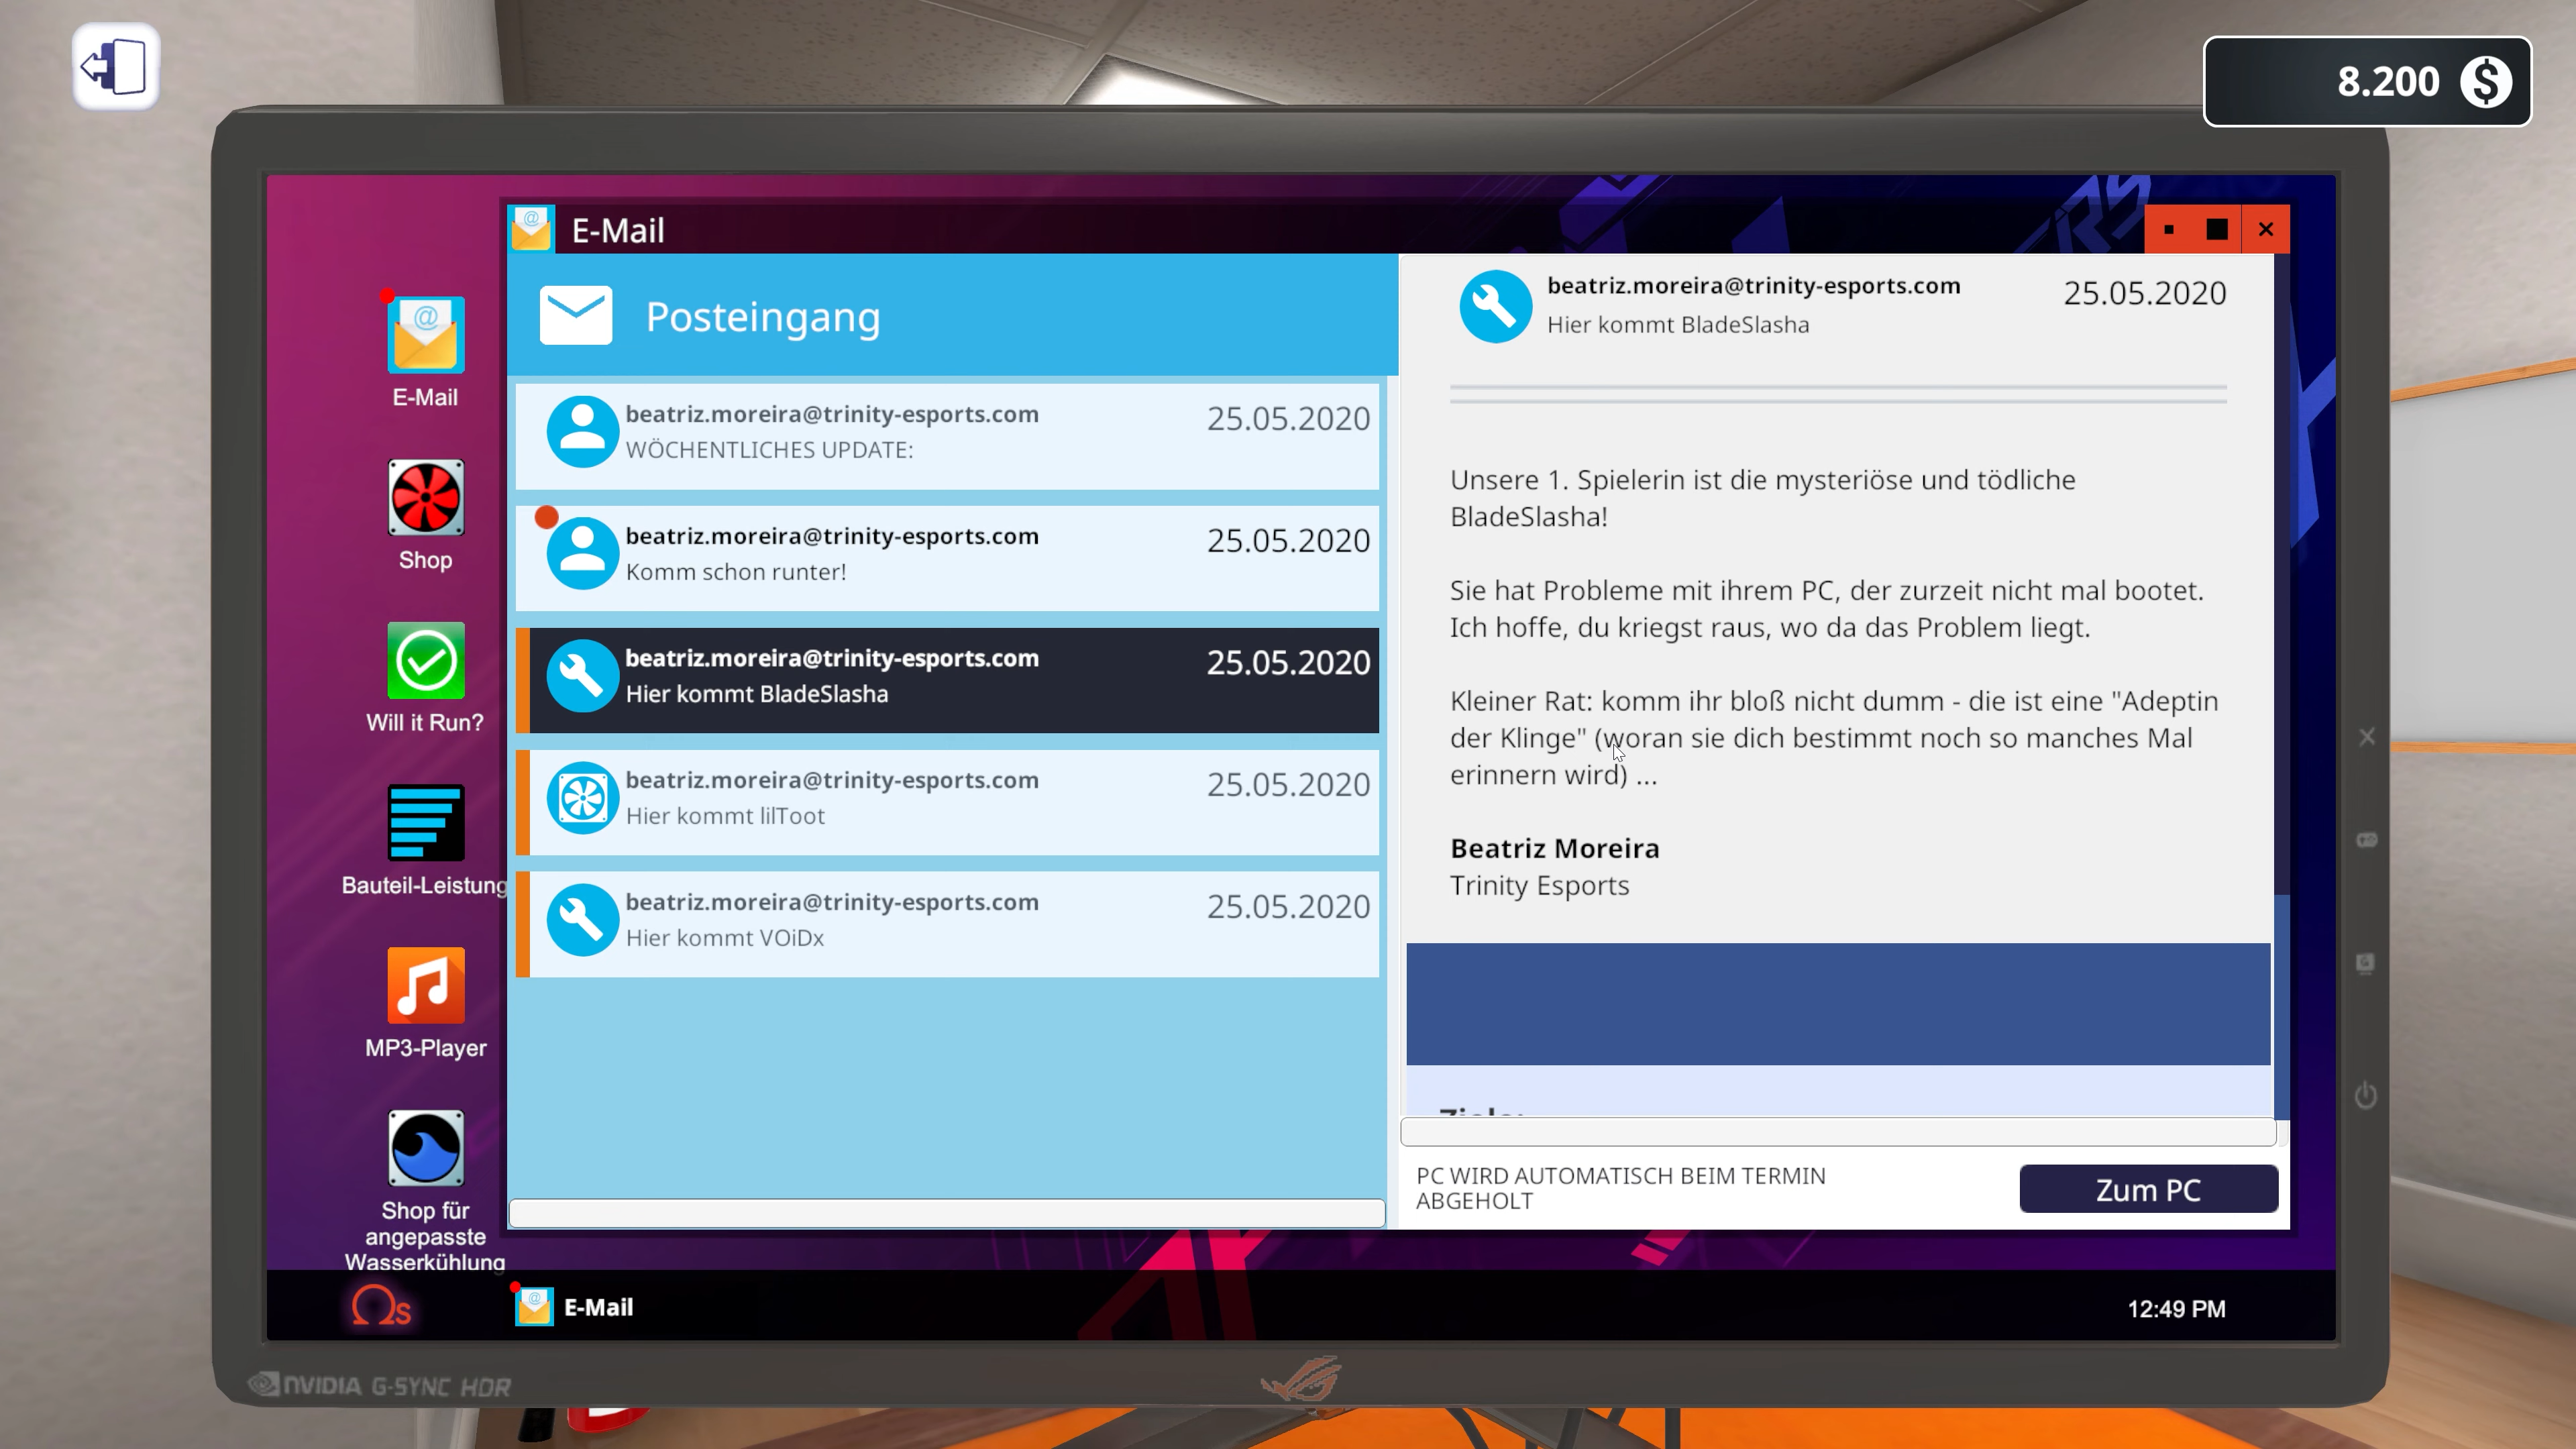 8.200 $
E-Mail
E-Mail
Shop
Will it Run?
Bauteil-Leistung
MP3-Player
Shop für
angepasste
Wasserkühlung
Posteingang
beatriz.moreira@trinity-esports.com 25.05.2020
WÖCHENTLICHES UPDATE:
beatriz.moreira@trinity-esports.com 25.05.2020
Komm schon runter!
beatriz.moreira@trinity-esports.com 25.05.2020
Hier kommt BladeSlasha
beatriz.moreira@trinity-esports.com 25.05.2020
Hier kommt lilToot
beatriz.moreira@trinity-esports.com 25.05.2020
Hier kommt VOiDx
beatriz.moreira@trinity-esports.com 25.05.2020
Hier kommt BladeSlasha
Unsere 1. Spielerin ist die mysteriöse und tödliche
BladeSlasha!
Sie hat Probleme mit ihrem PC, der zurzeit nicht mal bootet.
Ich hoffe, du kriegst raus, wo da das Problem liegt.
Kleiner Rat: komm ihr bloß nicht dumm - die ist eine "Adeptin
der Klinge" (woran sie dich bestimmt noch so manches Mal
erinnern wird) ...
Beatriz Moreira
Trinity Esports
PC WIRD AUTOMATISCH BEIM TERMIN
ABGEHOLT
Zum PC
Ωs
E-Mail
12:49 PM
NVIDIA G-SYNC HDR